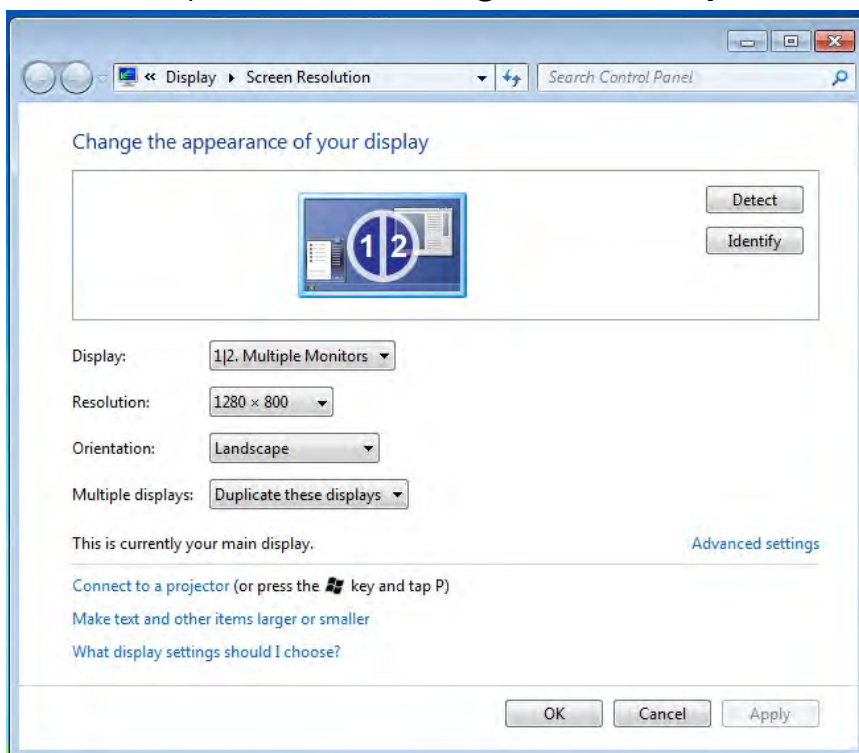 « Display ▸ Screen Resolution Search Control Panel
Change the appearance of your display
Detect
1 2
Identify
Display: 1|2. Multiple Monitors
Resolution: 1280 × 800
Orientation: Landscape
Multiple displays: Duplicate these displays
This is currently your main display. Advanced settings
Connect to a projector (or press the key and tap P)
Make text and other items larger or smaller
What display settings should I choose?
OK Cancel Apply